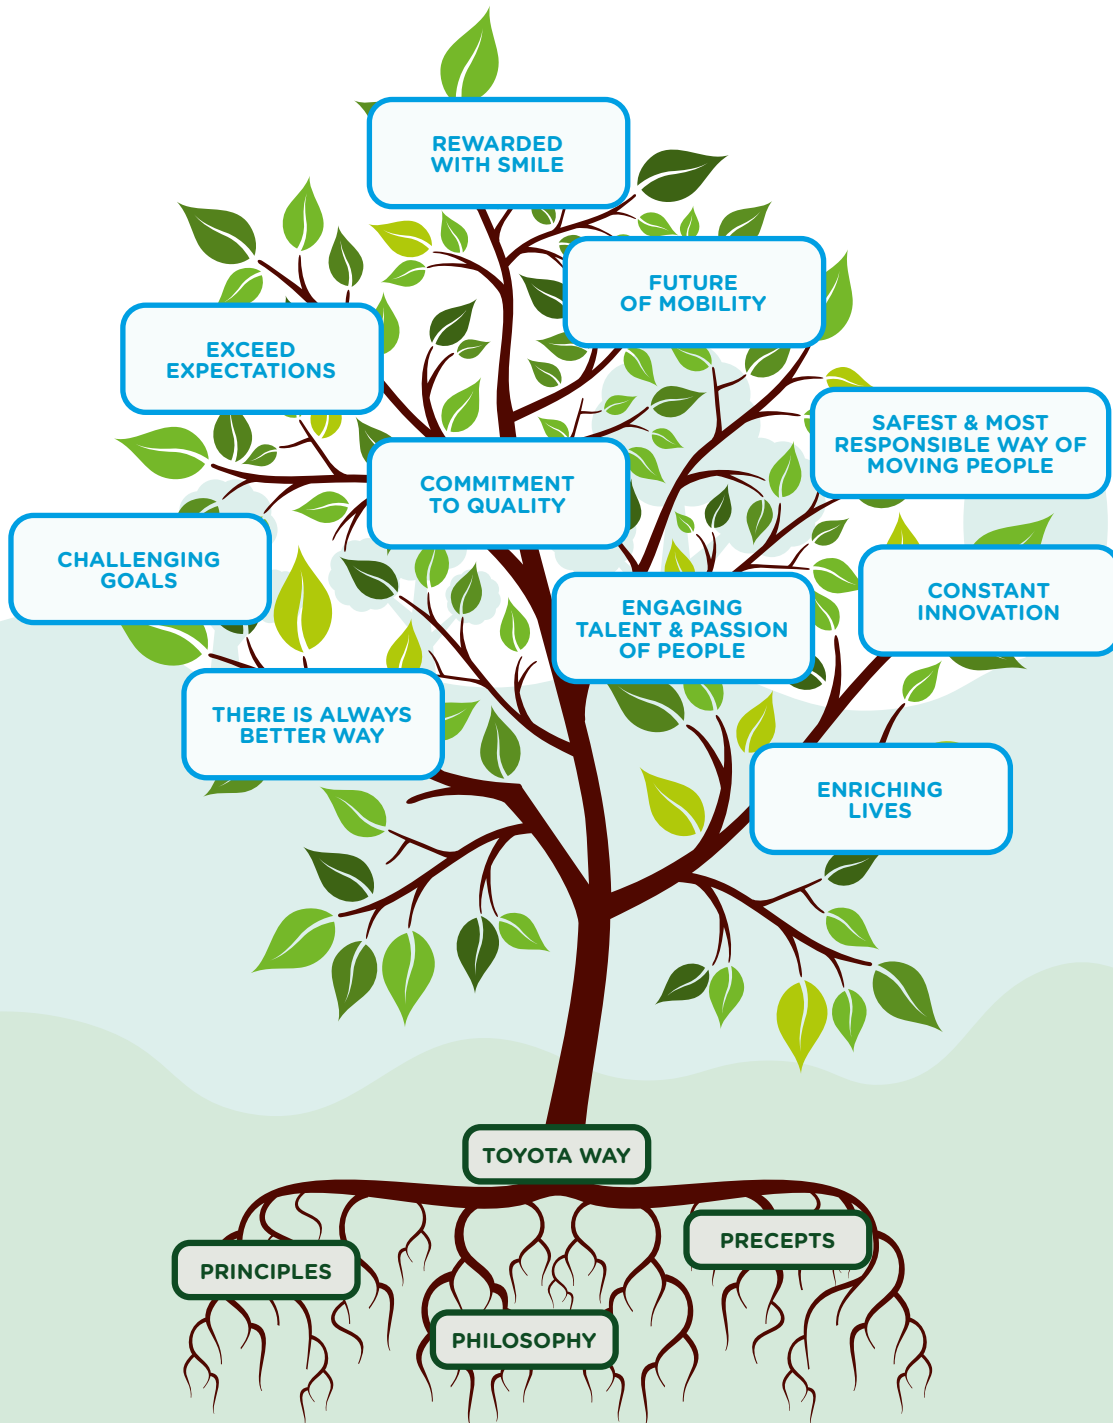 REWARDED
WITH SMILE
FUTURE
OF MOBILITY
EXCEED
EXPECTATIONS
SAFEST & MOST
RESPONSIBLE WAY OF
MOVING PEOPLE
COMMITMENT
TO QUALITY
CHALLENGING
GOALS
ENGAGING
TALENT & PASSION
OF PEOPLE
CONSTANT
INNOVATION
THERE IS ALWAYS
BETTER WAY
ENRICHING
LIVES
TOYOTA WAY
PRECEPTS
PRINCIPLES
PHILOSOPHY